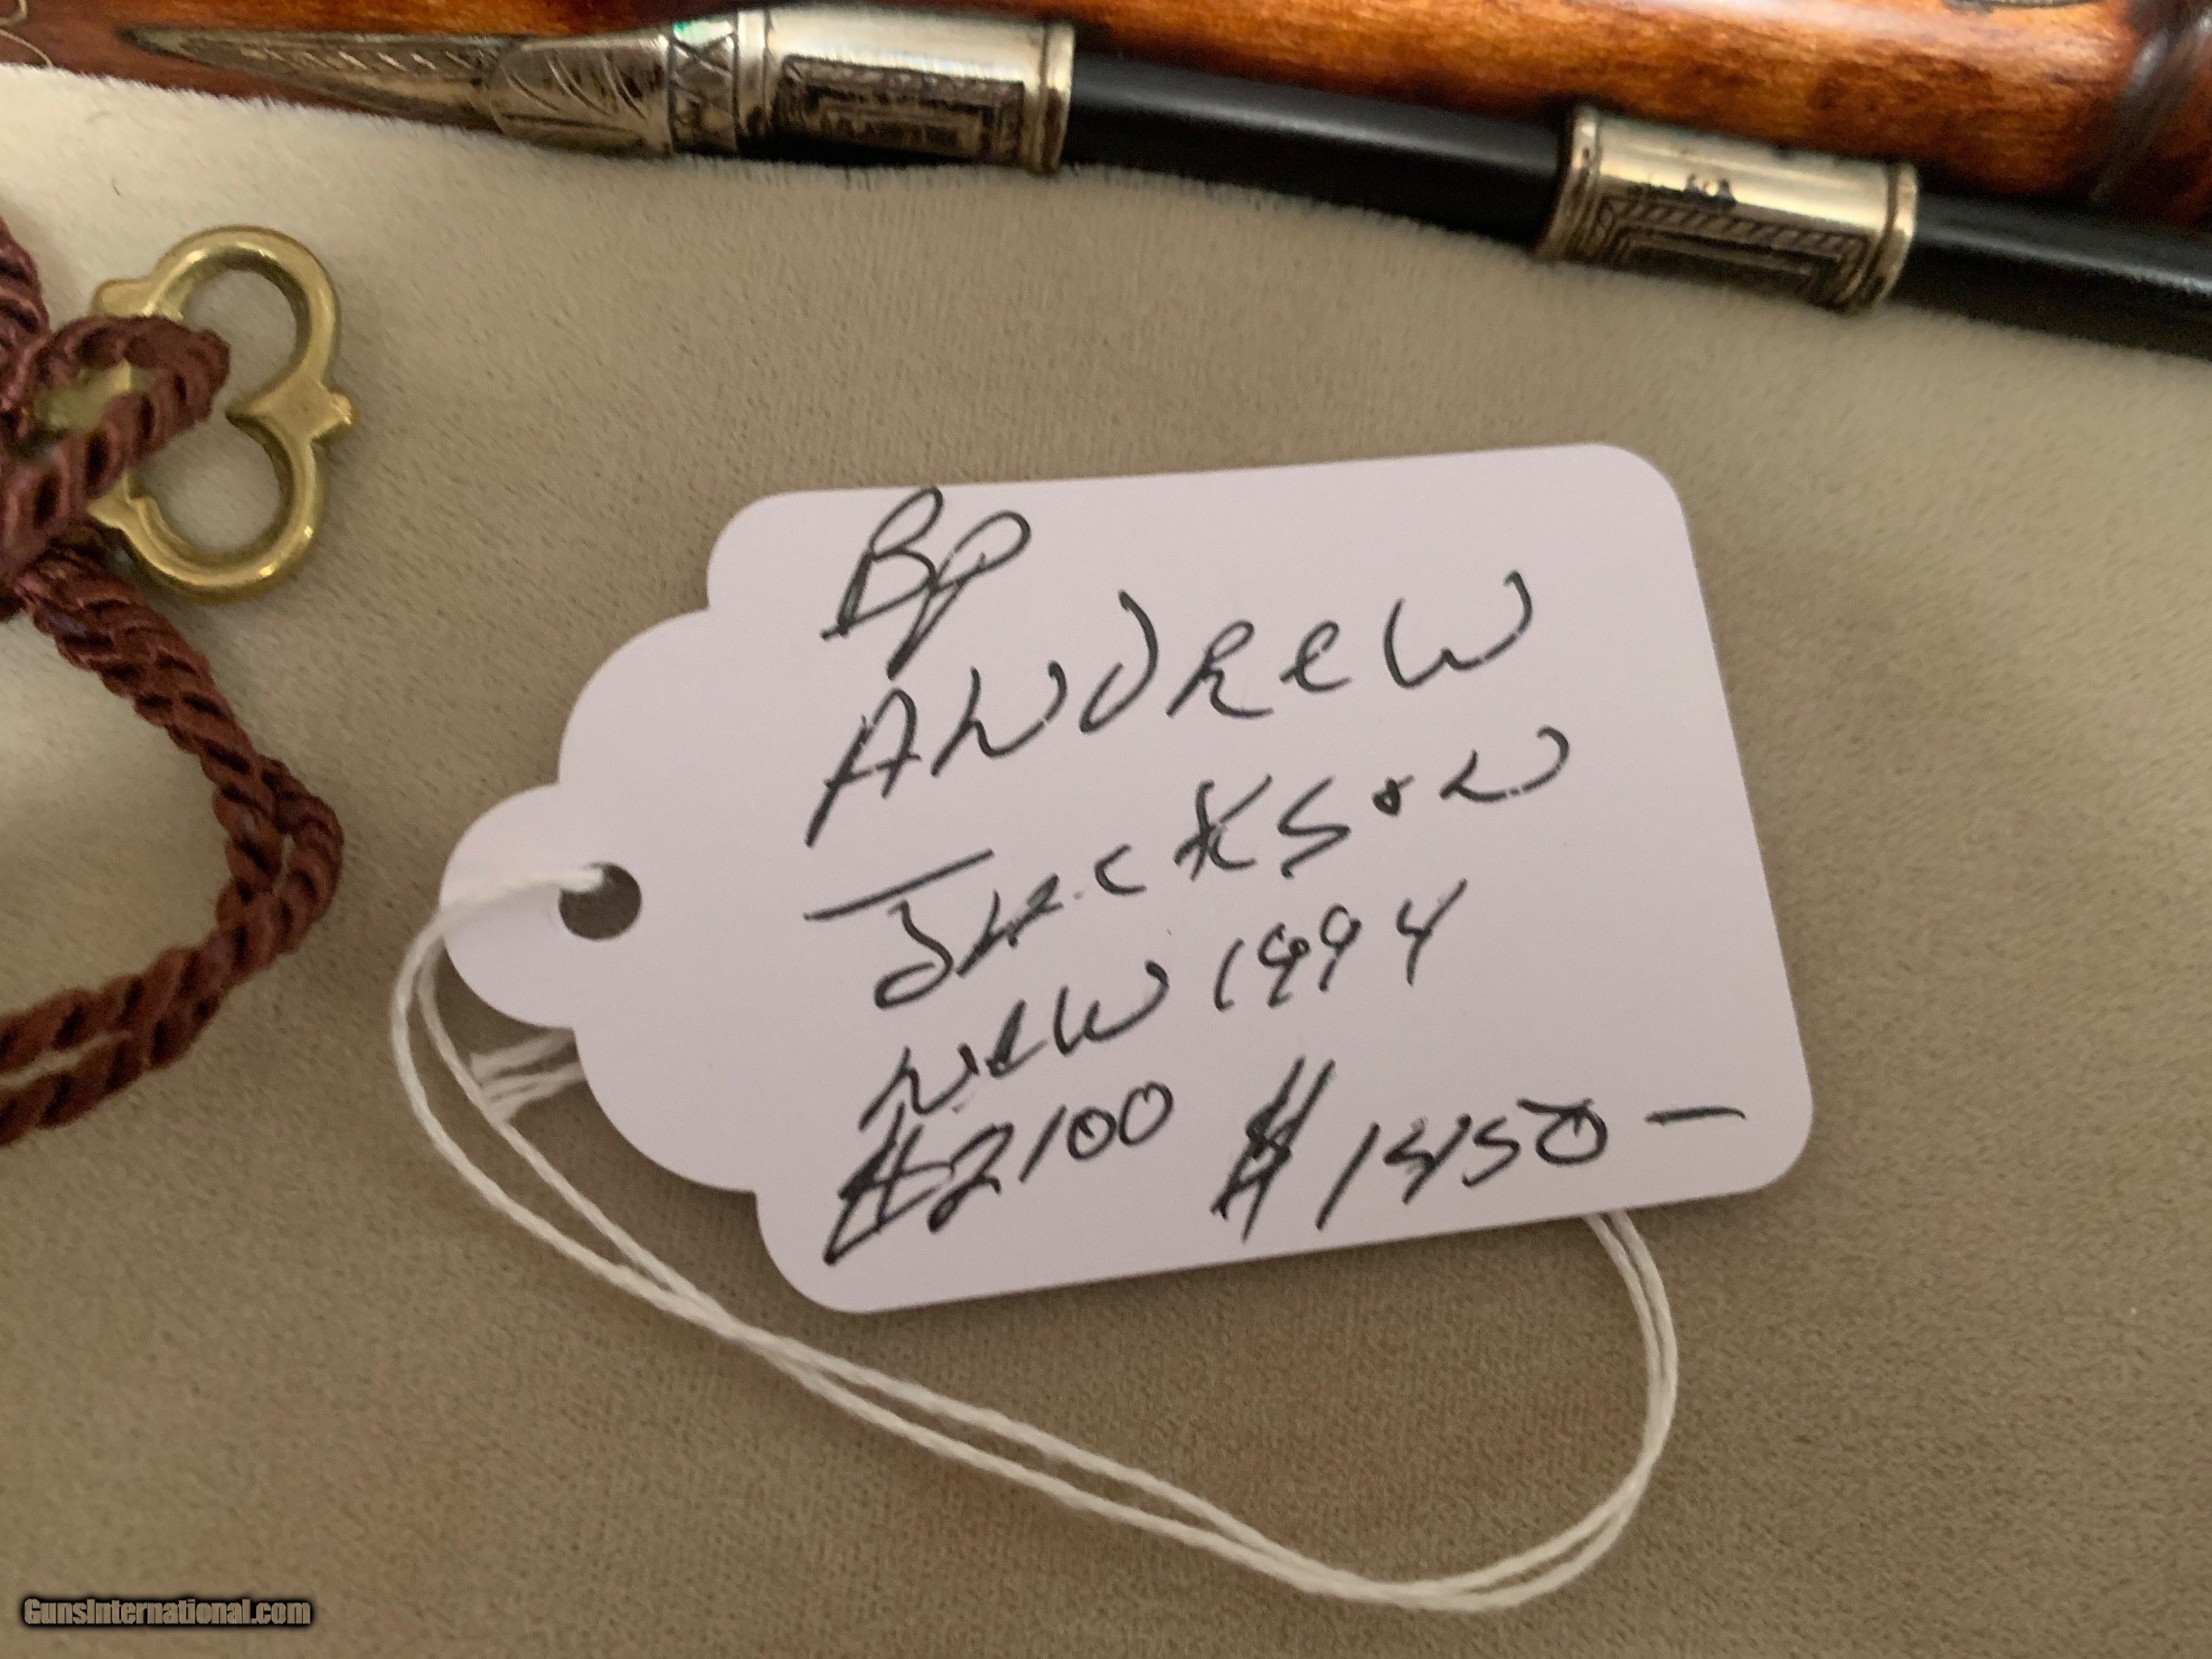 BP
ANDREW
JACKSON
NEW 1994
$2100 $1450-
GunsInternational.com